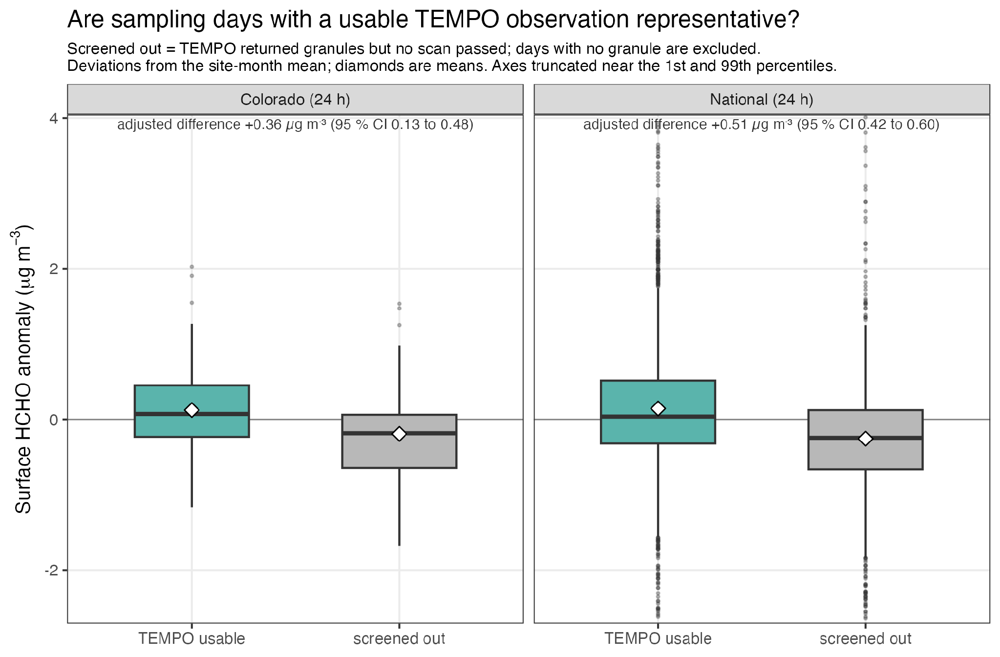 Are sampling days with a usable TEMPO observation representative?
Screened out = TEMPO returned granules but no scan passed; days with no granule are excluded.
Deviations from the site-month mean; diamonds are means. Axes truncated near the 1st and 99th percentiles.
Colorado (24 h)
National (24 h)
adjusted difference +0.36 µg m⁻³ (95 % CI 0.13 to 0.48)
adjusted difference +0.51 µg m⁻³ (95 % CI 0.42 to 0.60)
Surface HCHO anomaly (µg m⁻³)
4
2
0
-2
TEMPO usable
screened out
TEMPO usable
screened out